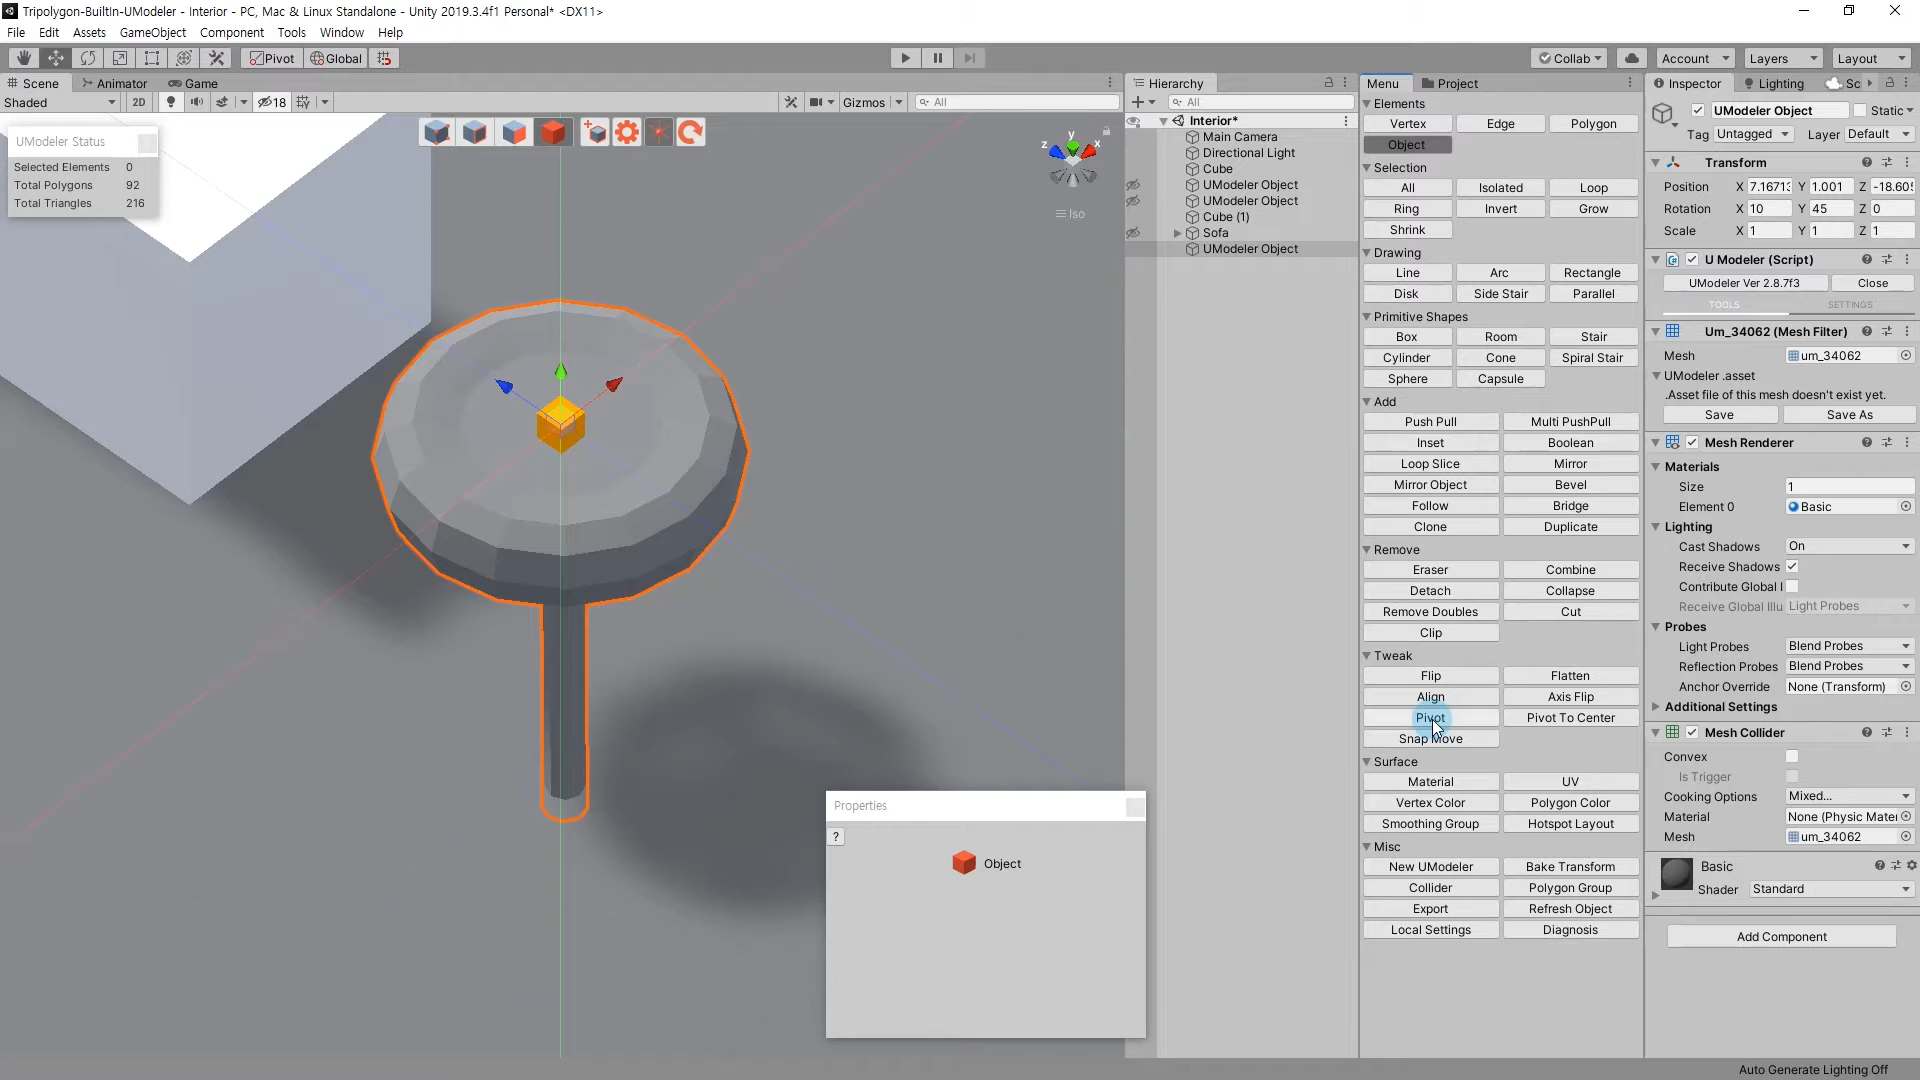 Tripolygon-BuiltIn-UModeler - Interior - PC, Mac & Linux Standalone - Unity 2019.3.4f1 Personal* <DX11>
File Edit Assets GameObject Component Tools Window Help
Pivot Global Collab Account Layers Layout
Scene Animator Game
Shaded 2D 18 Gizmos All
UModeler Status
Selected Elements 0
Total Polygons 92
Total Triangles 216
y
z x
Iso
Properties
?
Object
Hierarchy
All
Interior*
Main Camera
Directional Light
Cube
UModeler Object
UModeler Object
Cube (1)
Sofa
UModeler Object
Menu Project
Elements
Vertex Edge Polygon
Object
Selection
All Isolated Loop
Ring Invert Grow
Shrink
Drawing
Line Arc Rectangle
Disk Side Stair Parallel
Primitive Shapes
Box Room Stair
Cylinder Cone Spiral Stair
Sphere Capsule
Add
Push Pull Multi PushPull
Inset Boolean
Loop Slice Mirror
Mirror Object Bevel
Follow Bridge
Clone Duplicate
Remove
Eraser Combine
Detach Collapse
Remove Doubles Cut
Clip
Tweak
Flip Flatten
Align Axis Flip
Pivot Pivot To Center
Snap Move
Surface
Material UV
Vertex Color Polygon Color
Smoothing Group Hotspot Layout
Misc
New UModeler Bake Transform
Collider Polygon Group
Export Refresh Object
Local Settings Diagnosis
Inspector Lighting Sc
UModeler Object Static
Tag Untagged Layer Default
Transform
Position X 7.1671 Y 1.001 Z -18.60
Rotation X 10 Y 45 Z 0
Scale X 1 Y 1 Z 1
U Modeler (Script)
UModeler Ver 2.8.7f3 Close
TOOLS SETTINGS
Um_34062 (Mesh Filter)
Mesh um_34062
UModeler .asset
.Asset file of this mesh doesn't exist yet.
Save Save As
Mesh Renderer
Materials
Size 1
Element 0 Basic
Lighting
Cast Shadows On
Receive Shadows
Contribute Global I
Receive Global Illu Light Probes
Probes
Light Probes Blend Probes
Reflection Probes Blend Probes
Anchor Override None (Transform)
Additional Settings
Mesh Collider
Convex
Is Trigger
Cooking Options Mixed...
Material None (Physic Mater
Mesh um_34062
Basic
Shader Standard
Add Component
Auto Generate Lighting Off